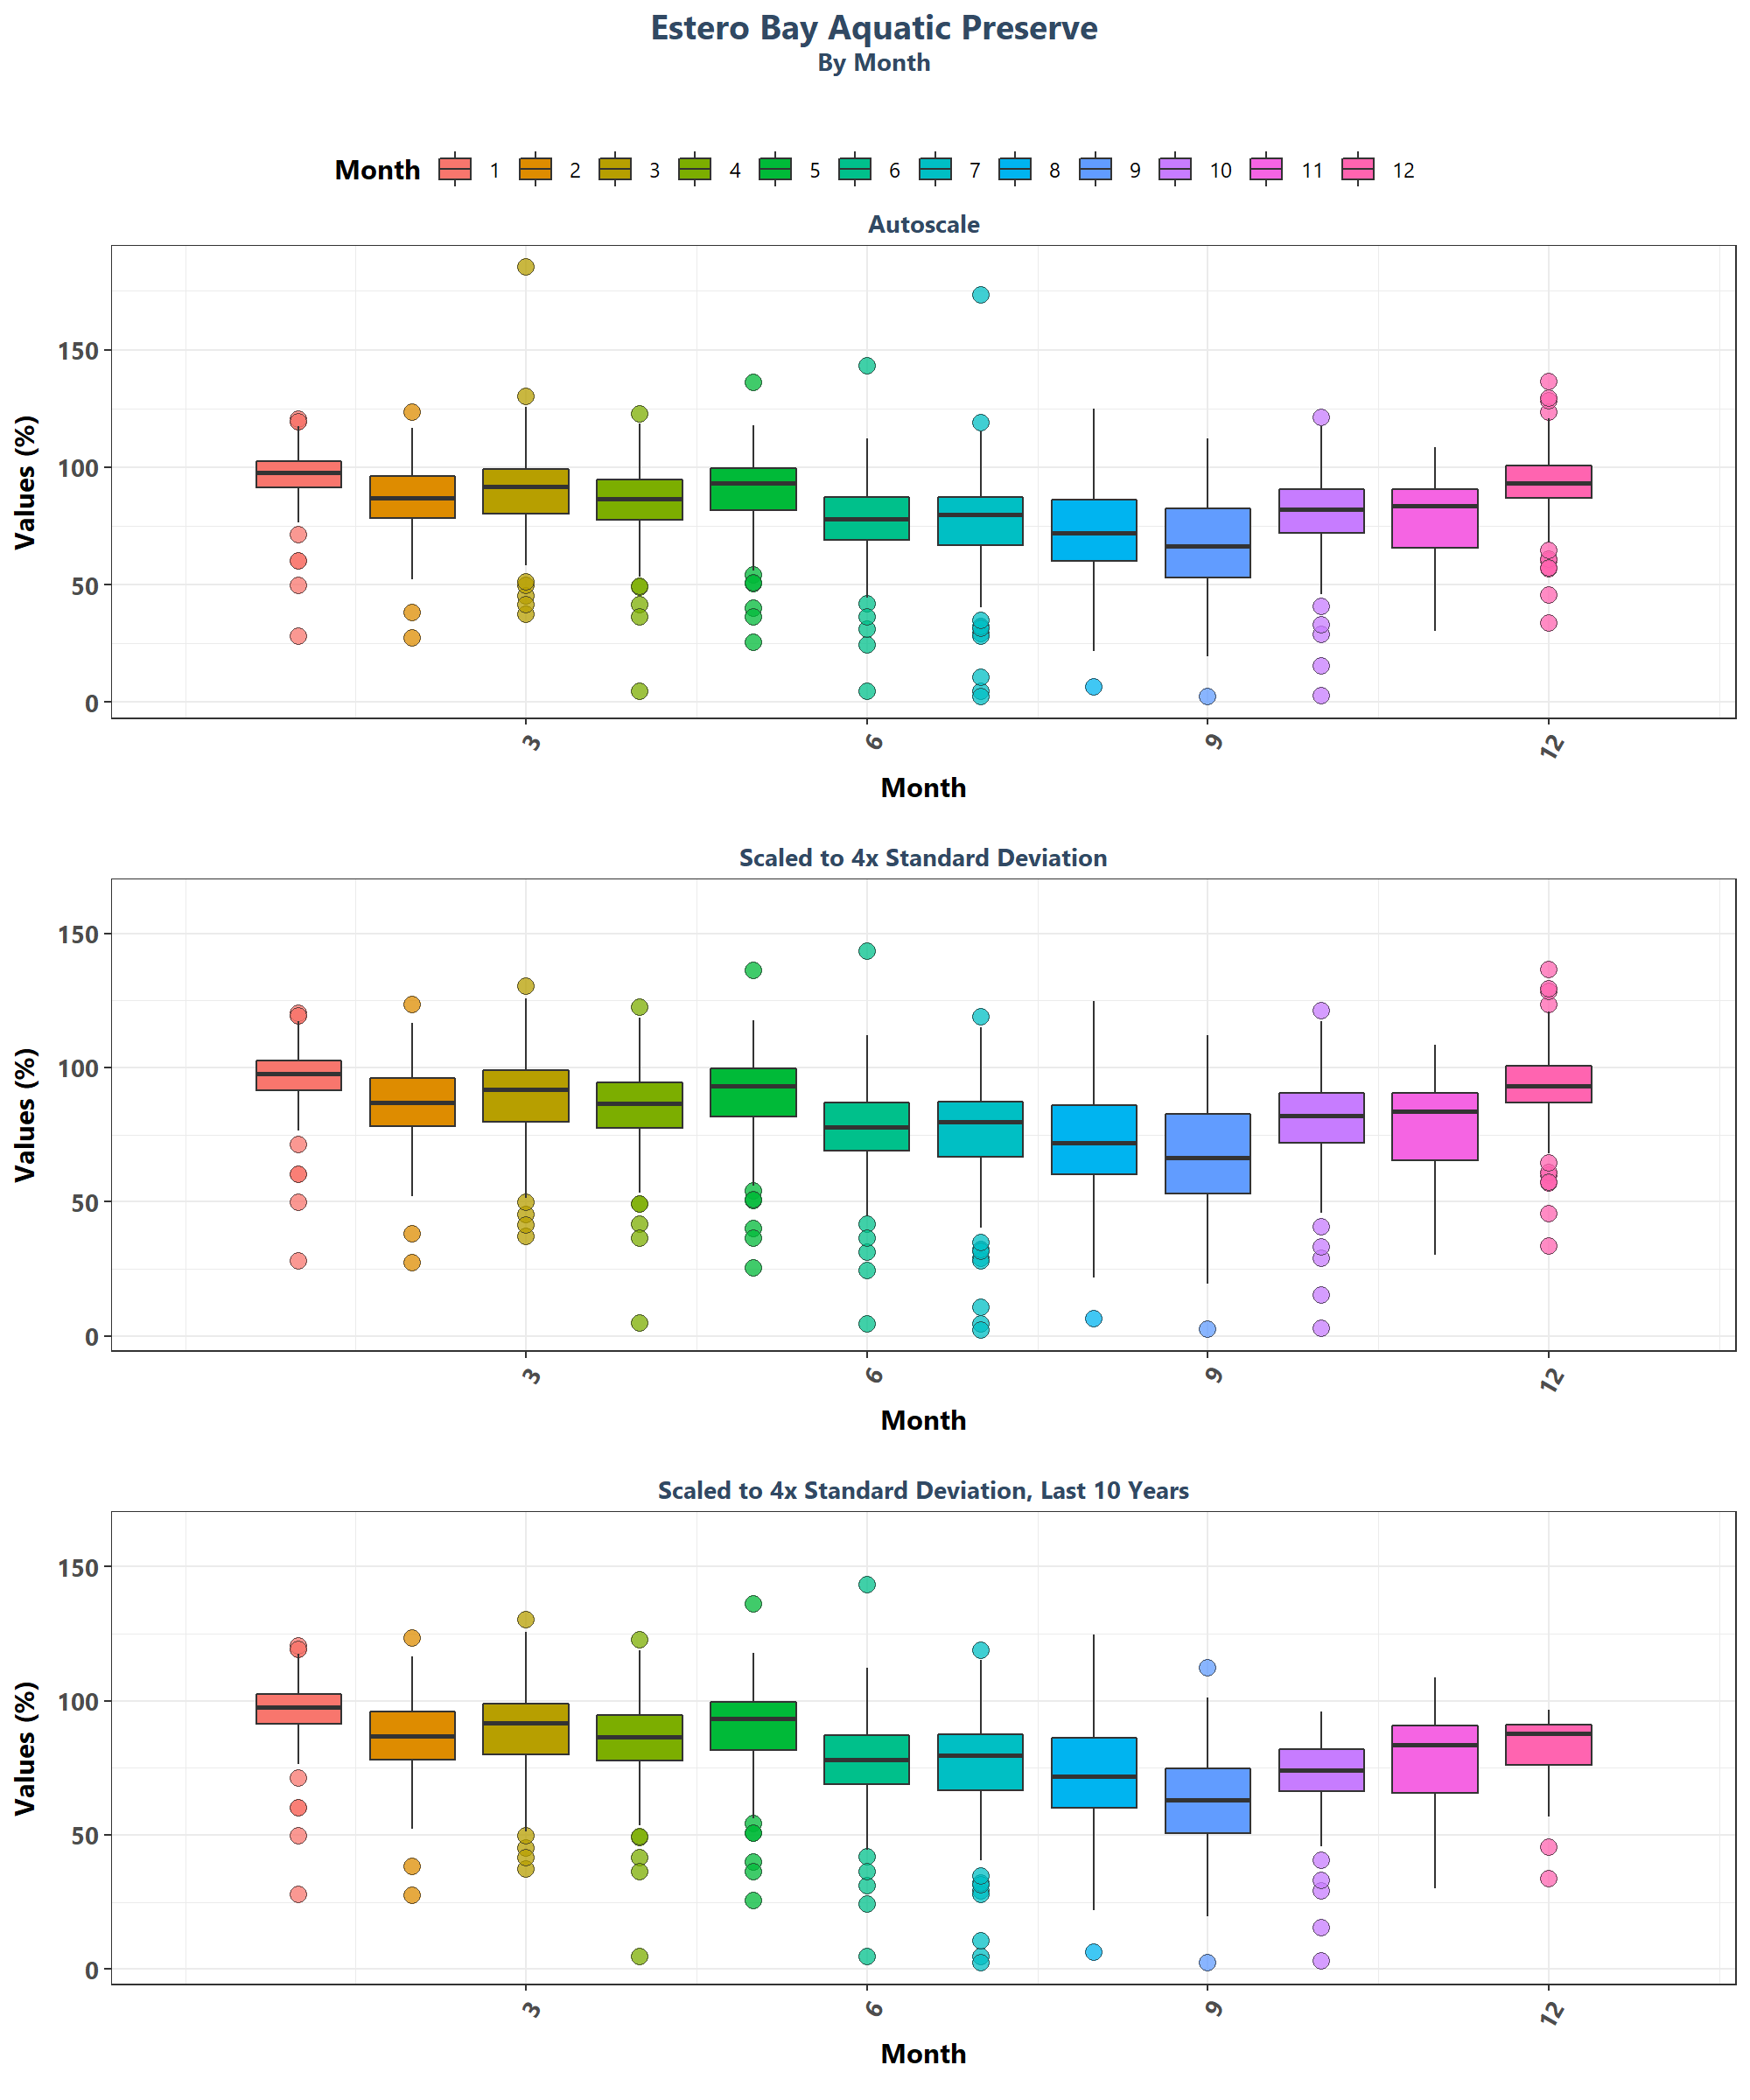 Estero Bay Aquatic Preserve
By Month
Month 1 2 3 4 5 6 7 8 9 10 11 12
Autoscale
Values (%)
150
100
50
0
3 6 9 12
Month
Scaled to 4x Standard Deviation
Values (%)
150
100
50
0
3 6 9 12
Month
Scaled to 4x Standard Deviation, Last 10 Years
Values (%)
150
100
50
0
3 6 9 12
Month